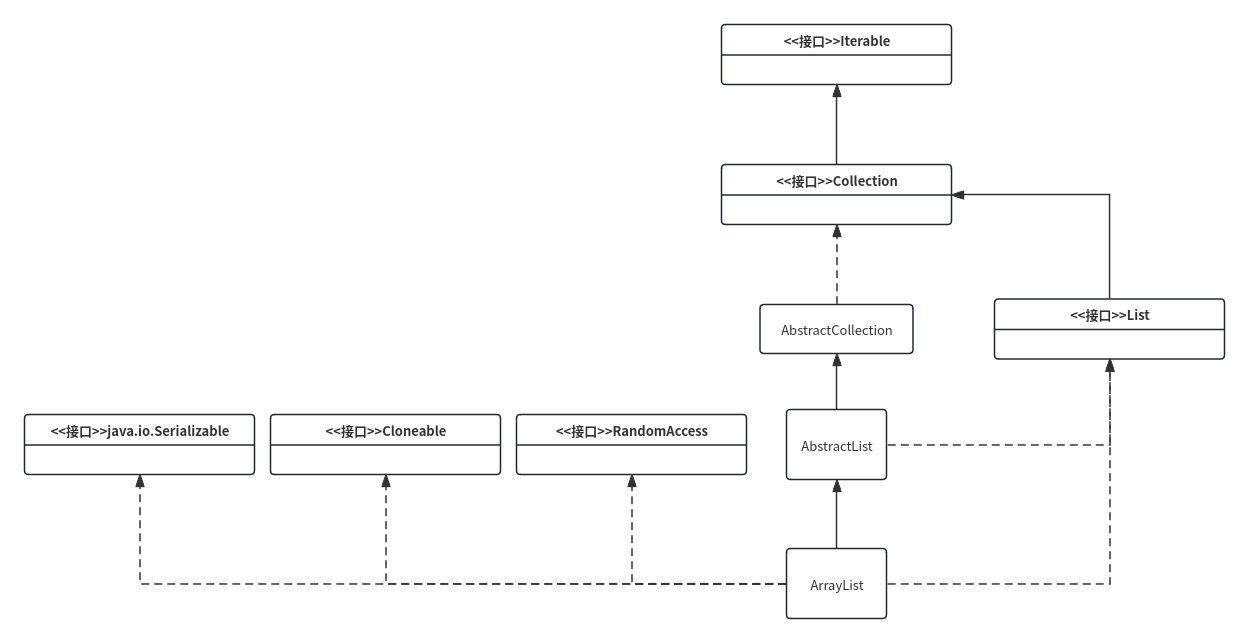 <<接口>>Iterable
<<接口>>Collection
<<接口>>List
AbstractCollection
<<接口>>java.io.Serializable
<<接口>>Cloneable
<<接口>>RandomAccess
AbstractList
ArrayList